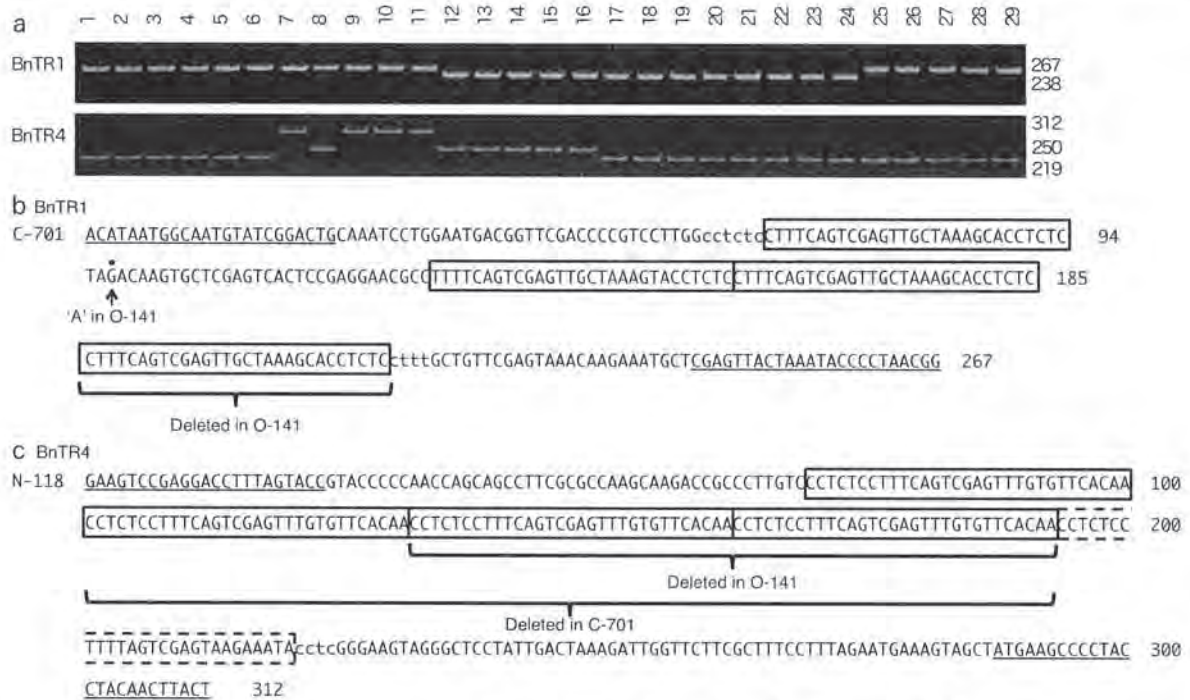 a
1 2 3 4 5 6 7 8 9 10 11 12 13 14 15 16 17 18 19 20 21 22 23 24 25 26 27 28 29
BnTR1
267
238
BnTR4
312
250
219
b BnTR1
C-701 ACATAATGGCAATGTATCGGACTGCAAATCCTGGAATGACGGTTCGACCCCGTCCTTGGcctctcCTTTCAGTCGAGTTGCTAAAGCACCTCTC 94
TAGACAAGTGCTCGAGTCACTCCGAGGAACGCCTTTTCAGTCGAGTTGCTAAAGTACCTCTCCTTTCAGTCGAGTTGCTAAAGCACCTCTC 185
'A' in O-141
CTTTCAGTCGAGTTGCTAAAGCACCTCTCctttGCTGTTCGAGTAAACAAGAAATGCTCGAGTTACTAAATACCCCTAACGG 267
Deleted in O-141
c BnTR4
N-118 GAAGTCCGAGGACCTTTAGTACCGTACCCCCAACCAGCAGCCTTCGCGCCAAGCAAGACCGCCCTTGTCCCTCTCCTTTCAGTCGAGTTTGTGTTCACAA 100
CCTCTCCTTTCAGTCGAGTTTGTGTTCACAACCTCTCCTTTCAGTCGAGTTTGTGTTCACAACCTCTCCTTTCAGTCGAGTTTGTGTTCACAACCTCTCC 200
Deleted in O-141
Deleted in C-701
TTTTAGTCGAGTAAGAAATAcctcGGGAAGTAGGGCTCCTATTGACTAAAGATTGGTTCTTCGCTTTCCTTTAGAATGAAAGTAGCTATGAAGCCCCTAC 300
CTACAACTTACT 312